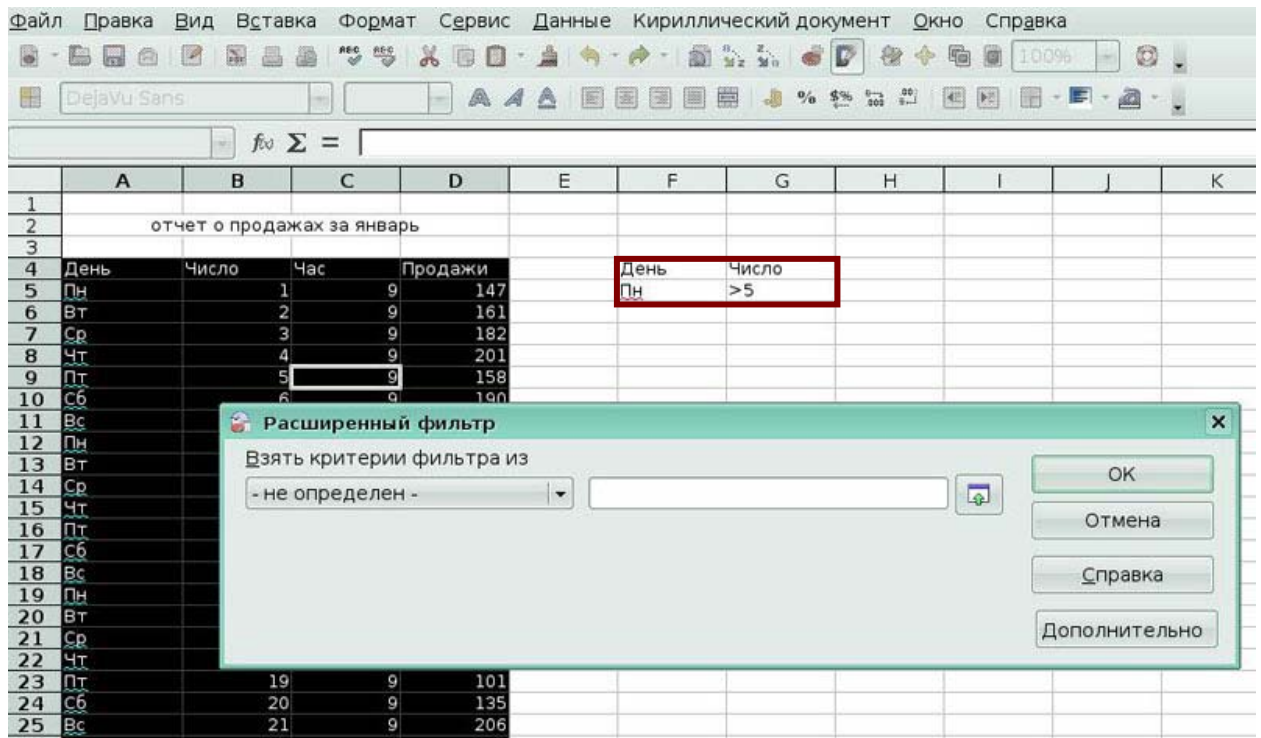 Файл Правка Вид Вставка Формат Сервис Данные Кириллический документ Окно Справка
100%
DejaVu Sans
f(x) Σ =
A B C D E F G H I J K
1
2 отчет о продажах за январь
3
4 День Число Час Продажи День Число
5 Пн 1 9 147 Пн >5
6 Вт 2 9 161
7 Ср 3 9 182
8 Чт 4 9 201
9 Пт 5 9 158
10 Сб 6 9 190
11 Вс
Расширенный фильтр
12 Пн
13 Вт
Взять критерии фильтра из
14 Ср
- не определен -
OK
15 Чт
16 Пт
Отмена
17 Сб
18 Вс
Справка
19 Пн
20 Вт
21 Ср
Дополнительно
22 Чт
23 Пт 19 9 101
24 Сб 20 9 135
25 Вс 21 9 206